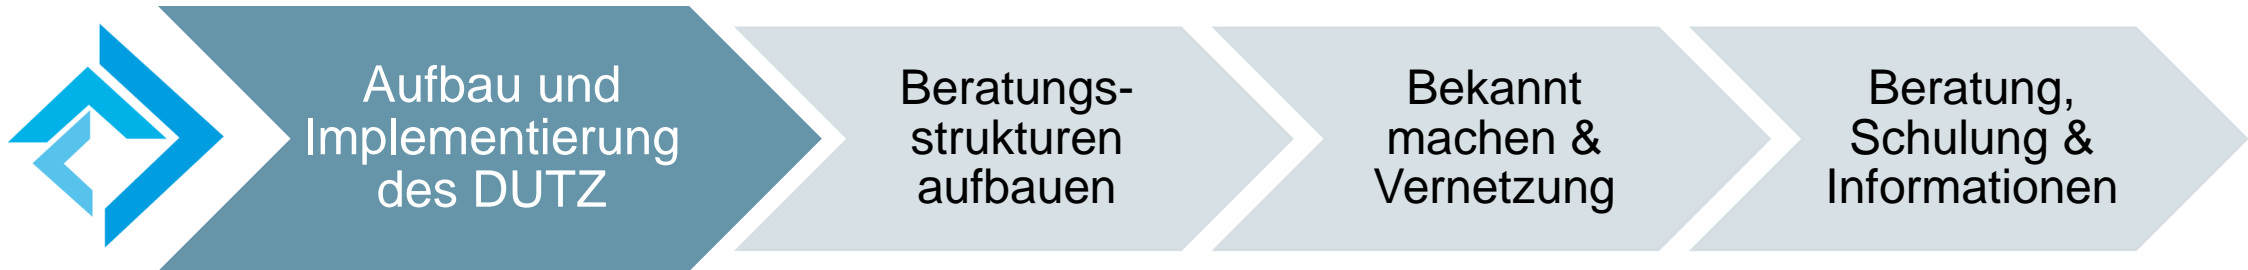 Aufbau und
Implementierung
des DUTZ
Beratungs-
strukturen
aufbauen
Bekannt
machen &
Vernetzung
Beratung,
Schulung &
Informationen